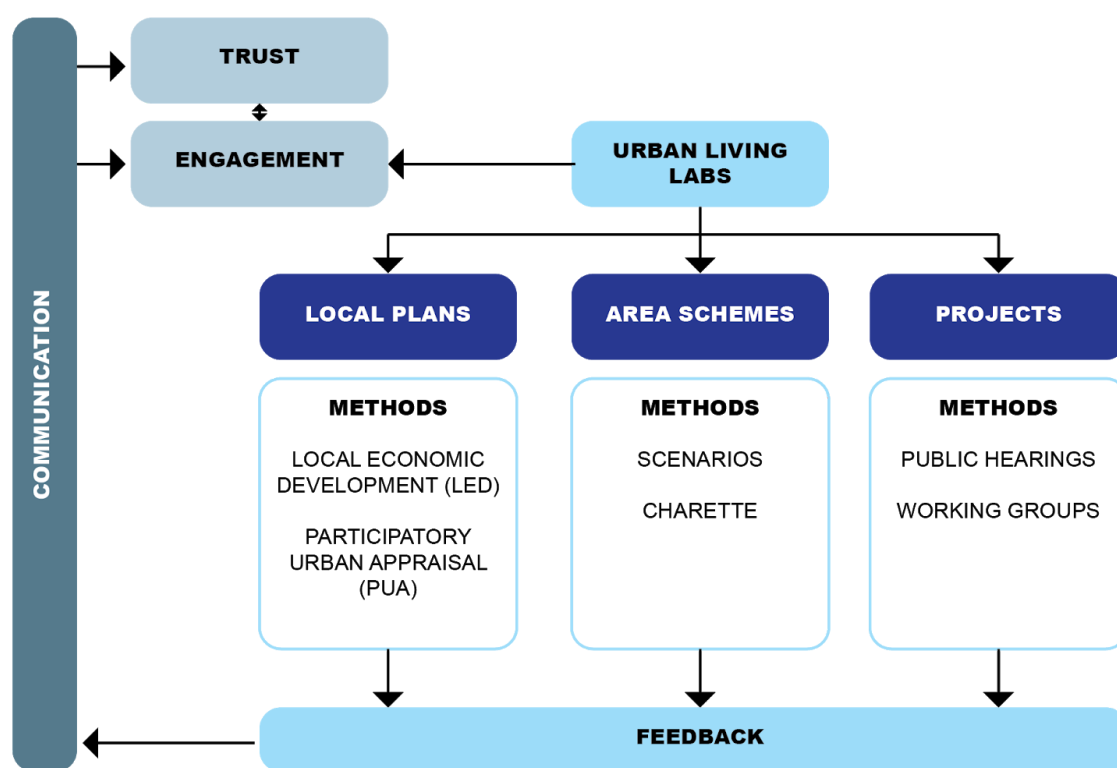 COMMUNICATION
TRUST
ENGAGEMENT
URBAN LIVING
LABS
LOCAL PLANS
METHODS
LOCAL ECONOMIC
DEVELOPMENT (LED)
PARTICIPATORY
URBAN APPRAISAL
(PUA)
AREA SCHEMES
METHODS
SCENARIOS
CHARETTE
PROJECTS
METHODS
PUBLIC HEARINGS
WORKING GROUPS
FEEDBACK